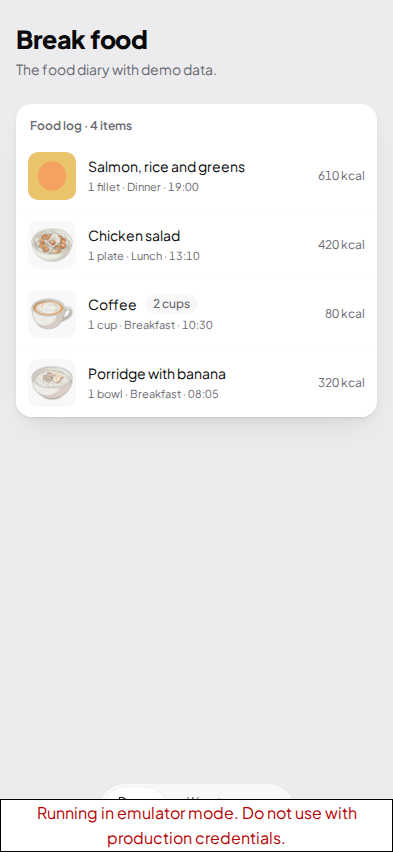 Break food
The food diary with demo data.
Food log · 4 items
Salmon, rice and greens
1 fillet · Dinner · 19:00
610 kcal
Chicken salad
1 plate · Lunch · 13:10
420 kcal
Coffee 2 cups
1 cup · Breakfast · 10:30
80 kcal
Porridge with banana
1 bowl · Breakfast · 08:05
320 kcal
Running in emulator mode. Do not use with
production credentials.